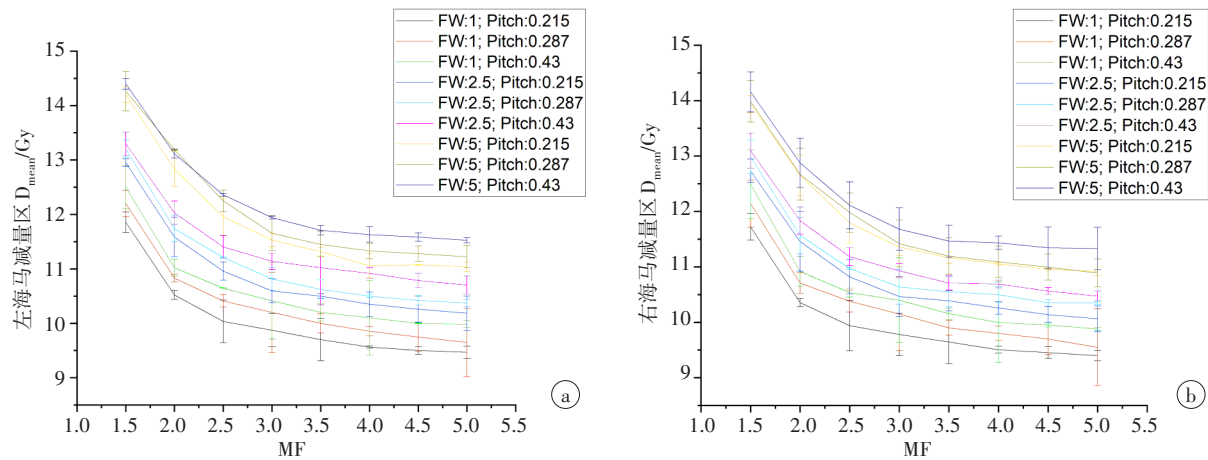 FW:1; Pitch:0.215
FW:1; Pitch:0.287
FW:1; Pitch:0.43
FW:2.5; Pitch:0.215
FW:2.5; Pitch:0.287
FW:2.5; Pitch:0.43
FW:5; Pitch:0.215
FW:5; Pitch:0.287
FW:5; Pitch:0.43
15
14
13
12
11
10
9
左海马减量区 Dmean/Gy
1.0 1.5 2.0 2.5 3.0 3.5 4.0 4.5 5.0 5.5
MF
a
FW:1; Pitch:0.215
FW:1; Pitch:0.287
FW:1; Pitch:0.43
FW:2.5; Pitch:0.215
FW:2.5; Pitch:0.287
FW:2.5; Pitch:0.43
FW:5; Pitch:0.215
FW:5; Pitch:0.287
FW:5; Pitch:0.43
15
14
13
12
11
10
9
右海马减量区 Dmean/Gy
1.0 1.5 2.0 2.5 3.0 3.5 4.0 4.5 5.0 5.5
MF
b